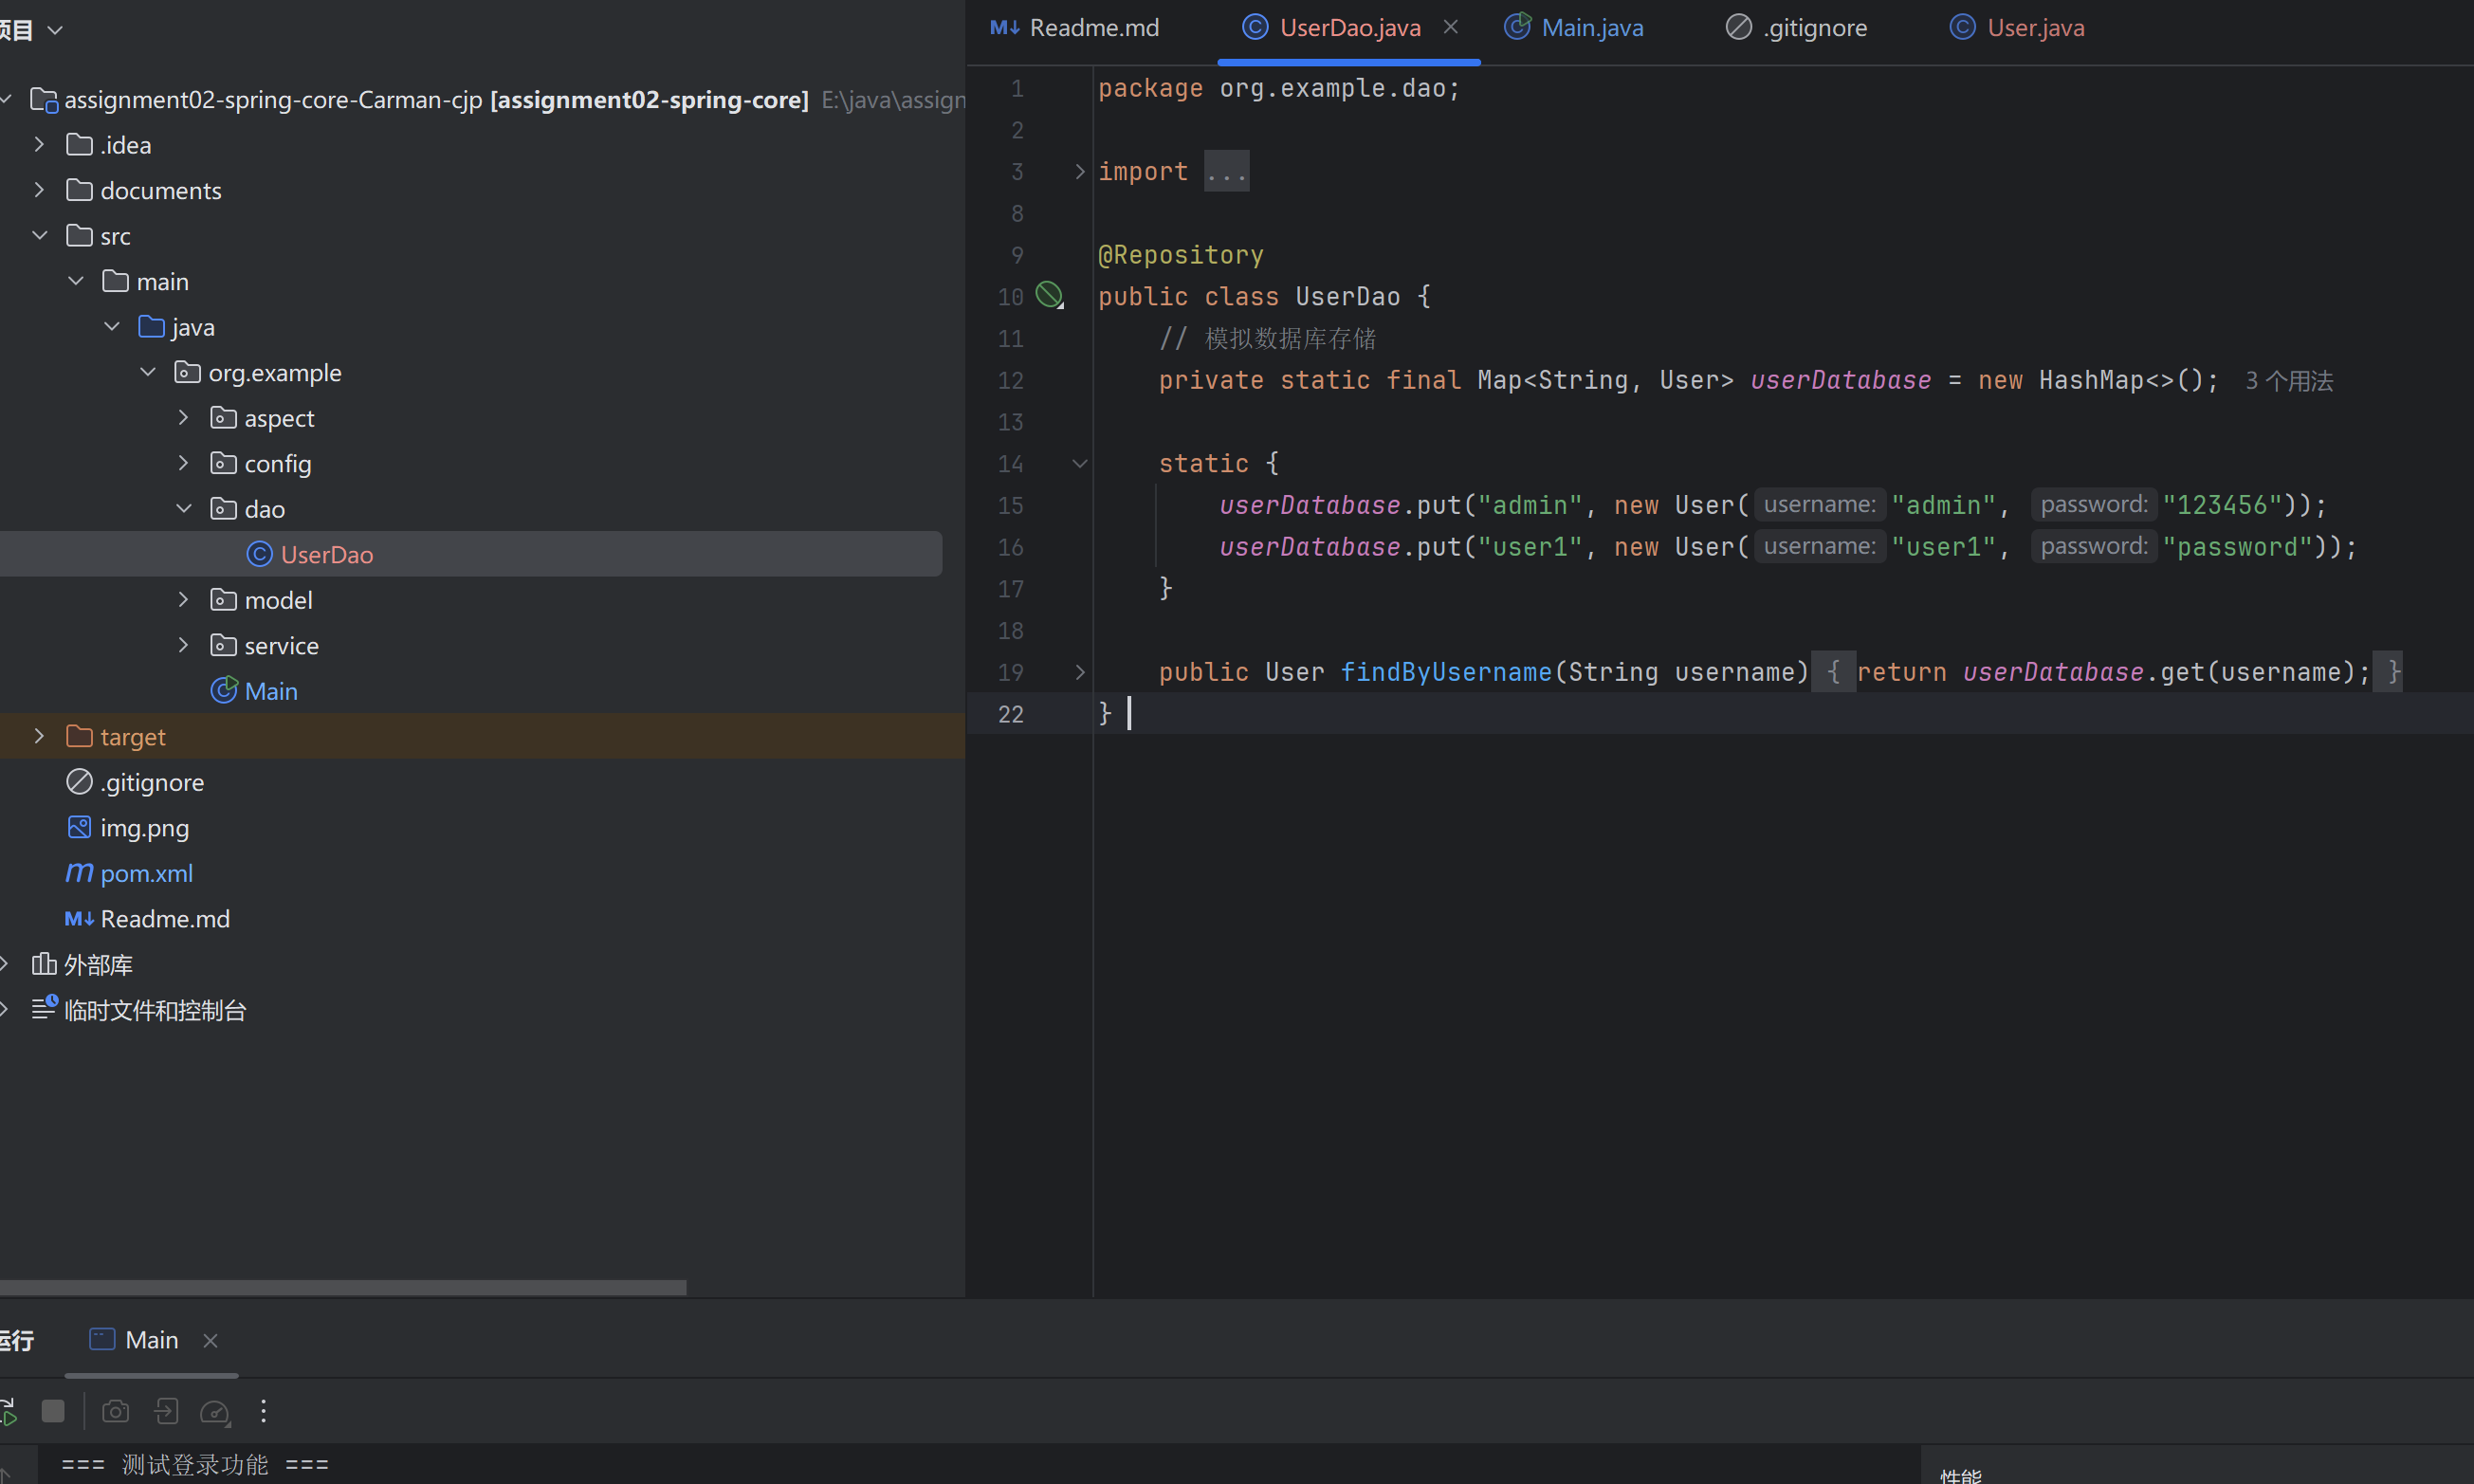 项目
assignment02-spring-core-Carman-cjp [assignment02-spring-core] E:\java\assign
.idea
documents
src
main
java
org.example
aspect
config
dao
UserDao
model
service
Main
target
.gitignore
img.png
pom.xml
Readme.md
外部库
临时文件和控制台
Readme.md UserDao.java Main.java .gitignore User.java
1 package org.example.dao;
2
3 import ...
8
9 @Repository
10 public class UserDao {
11 // 模拟数据库存储
12 private static final Map<String, User> userDatabase = new HashMap<>(); 3 个用法
13
14 static {
15 userDatabase.put("admin", new User( username: "admin", password: "123456"));
16 userDatabase.put("user1", new User( username: "user1", password: "password"));
17 }
18
19 public User findByUsername(String username) { return userDatabase.get(username); }
22 }
运行 Main
=== 测试登录功能 ===
性能